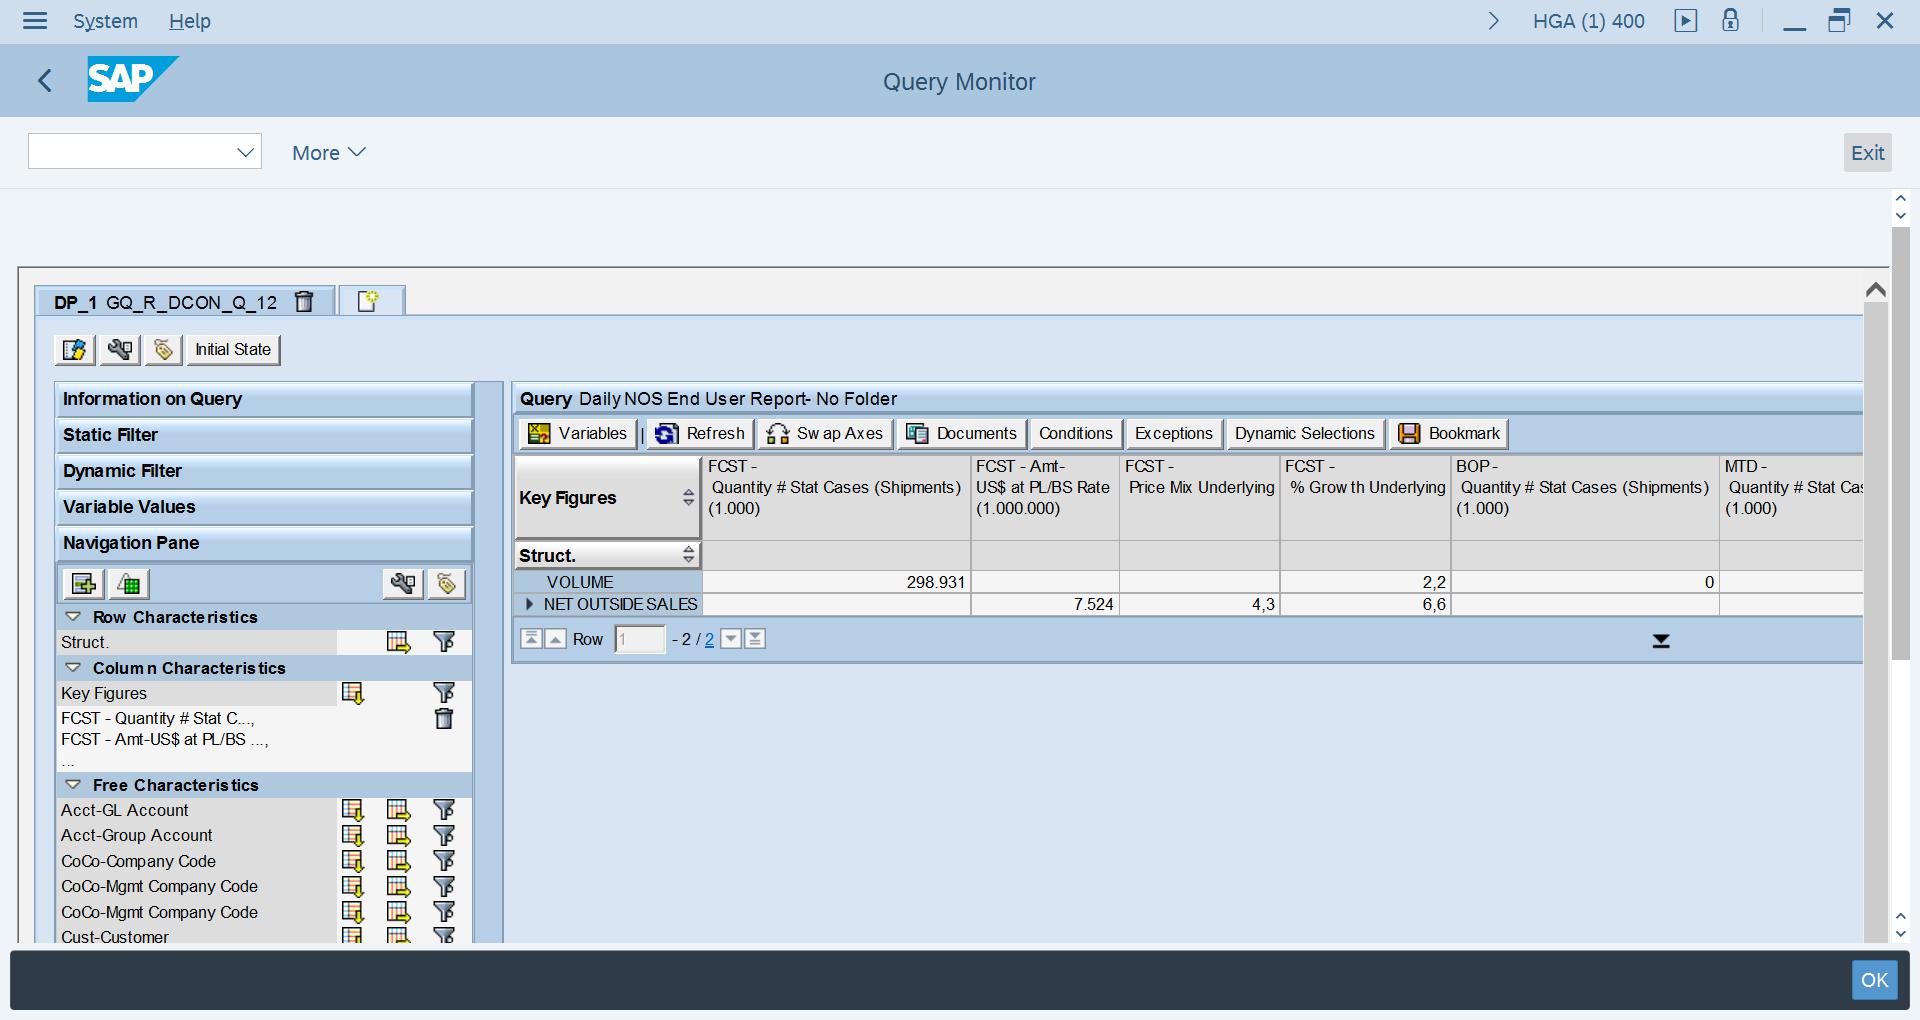 System Help HGA (1) 400
SAP Query Monitor
More Exit
DP_1 GQ_R_DCON_Q_12
Initial State
Information on Query
Static Filter
Dynamic Filter
Variable Values
Navigation Pane
Row Characteristics
Struct.
Column Characteristics
Key Figures
FCST - Quantity # Stat C...,
FCST - Amt-US$ at PL/BS ...,
...
Free Characteristics
Acct-GL Account
Acct-Group Account
CoCo-Company Code
CoCo-Mgmt Company Code
CoCo-Mgmt Company Code
Cust-Customer
Query Daily NOS End User Report- No Folder
Variables | Refresh Swap Axes Documents Conditions Exceptions Dynamic Selections Bookmark
Key Figures
FCST -
Quantity # Stat Cases (Shipments)
(1.000)
FCST - Amt-
US$ at PL/BS Rate
(1.000.000)
FCST -
Price Mix Underlying
FCST -
% Growth Underlying
BOP -
Quantity # Stat Cases (Shipments)
(1.000)
MTD -
Quantity # Stat Cas
(1.000)
Struct.
VOLUME 298.931 2,2 0
NET OUTSIDE SALES 7.524 4,3 6,6
Row 1 - 2 / 2
OK